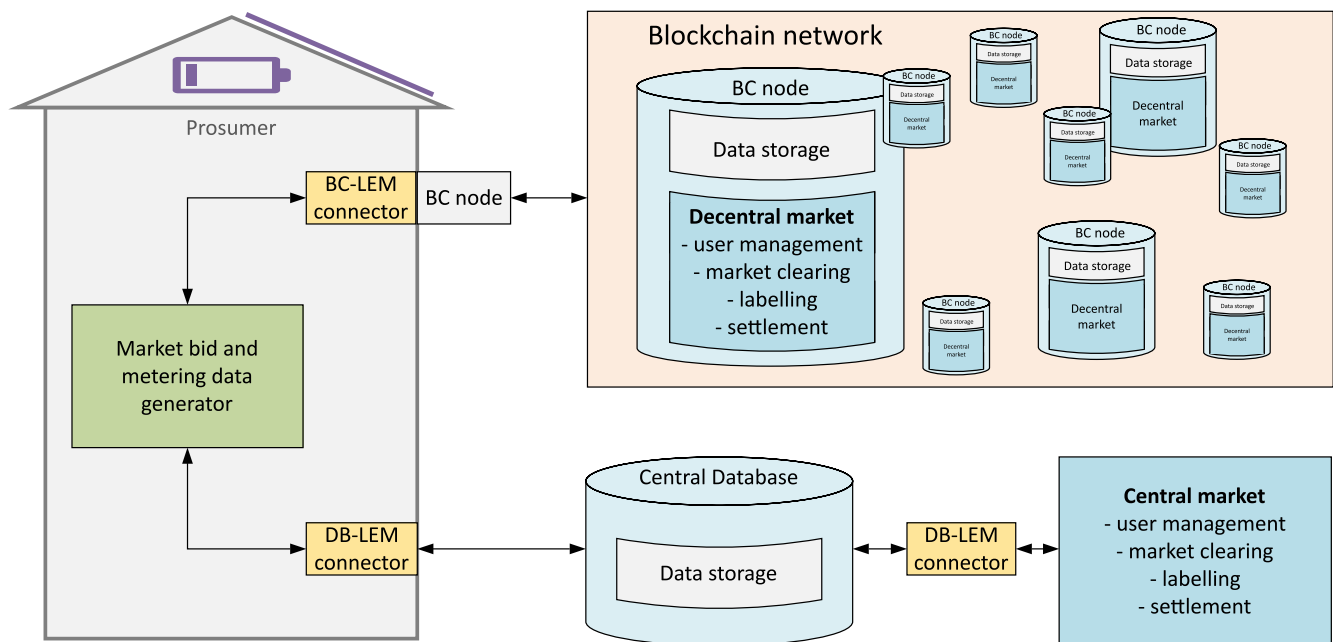 Prosumer
BC-LEM
connector
BC node
Market bid and
metering data
generator
DB-LEM
connector
Blockchain network
BC node
Data storage
Decentral market
- user management
- market clearing
- labelling
- settlement
BC node
Data storage
Decentral
market
BC node
Data storage
Decentral
market
BC node
Data storage
Decentral
market
BC node
Data storage
Decentral
market
BC node
Data storage
Decentral
market
BC node
Data storage
Decentral
market
BC node
Data storage
Decentral
market
BC node
Data storage
Decentral
market
Central Database
Data storage
DB-LEM
connector
Central market
- user management
- market clearing
- labelling
- settlement